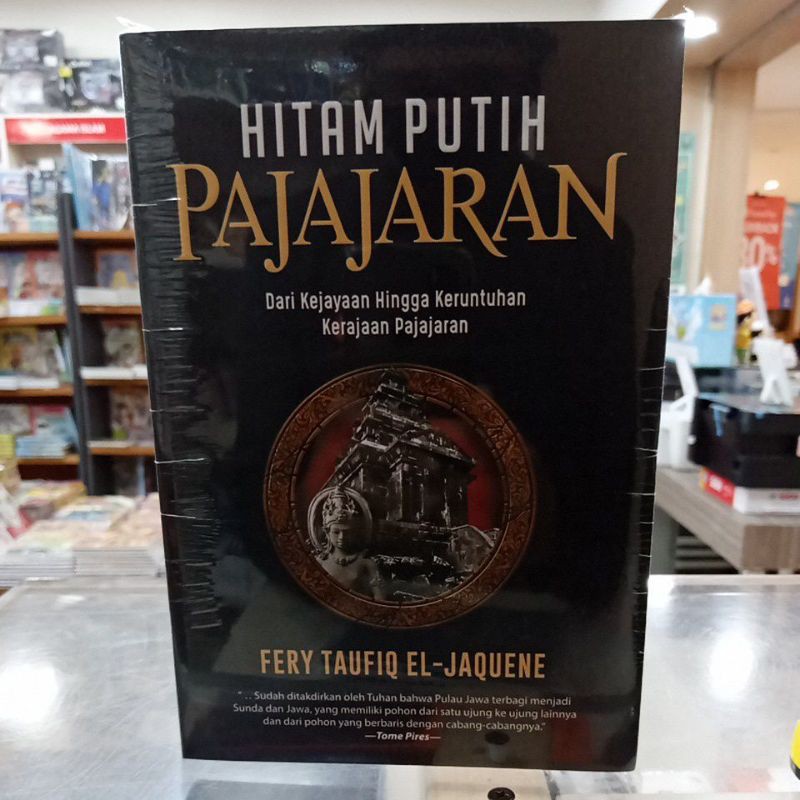 HITAM PUTIH
PAJAJARAN
Dari Kejayaan Hingga Keruntuhan
Kerajaan Pajajaran
FERY TAUFIQ EL-JAQUENE
" . . Sudah ditakdirkan oleh Tuhan bahwa Pulau Jawa terbagi menjadi
Sunda dan Jawa, yang memiliki pohon dari satu ujung ke ujung lainnya
dan dari pohon yang berbaris dengan cabang-cabangnya."
—Tome Pires—